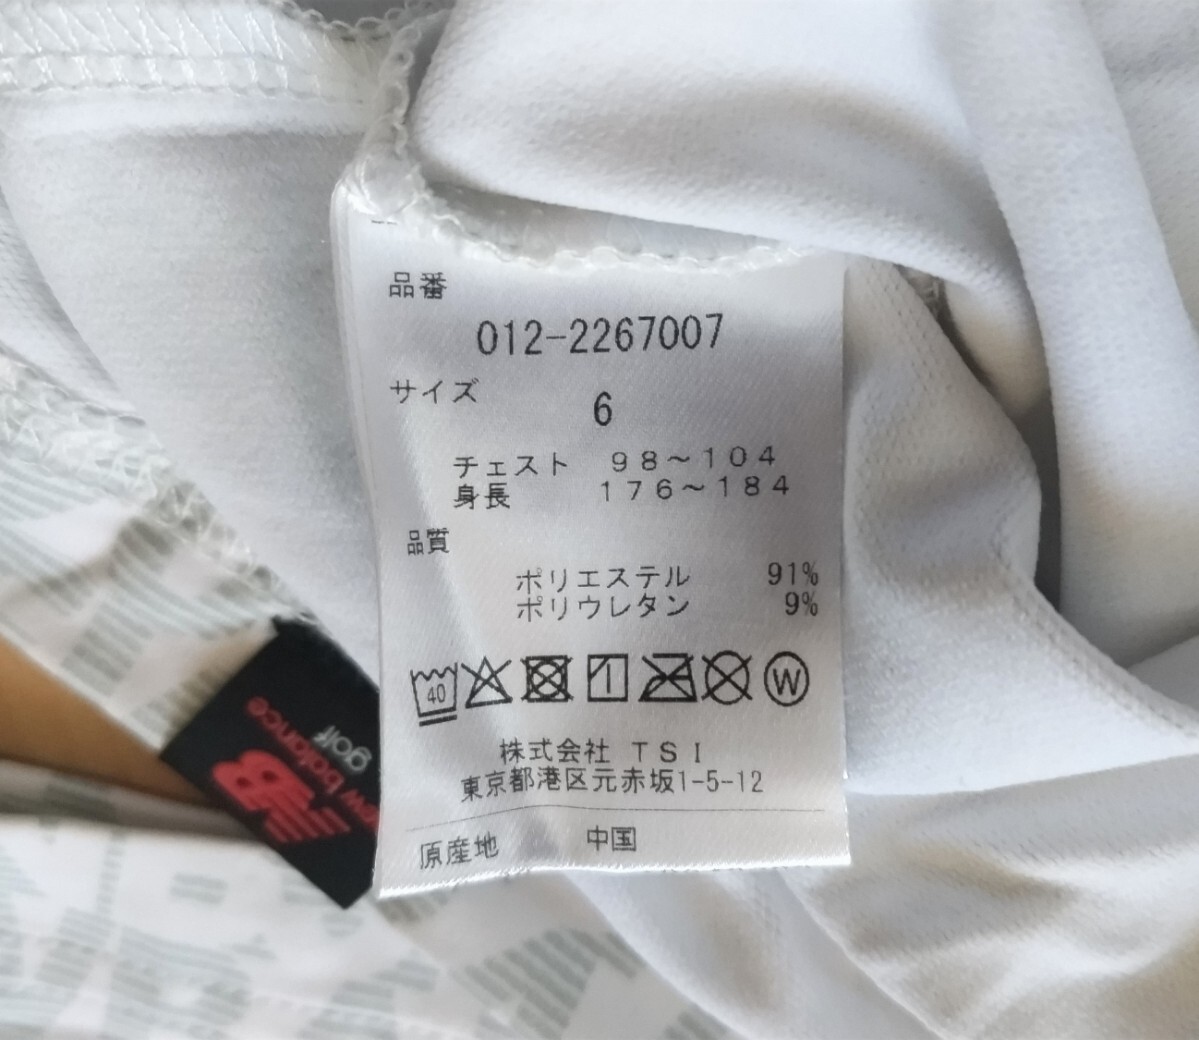 品番
012-2267007
サイズ
6
チェスト 98～104
身長 176～184
品質
ポリエステル 91%
ポリウレタン 9%
40
W
株式会社 TSI
東京都港区元赤坂1-5-12
原産地 中国
balance
golf